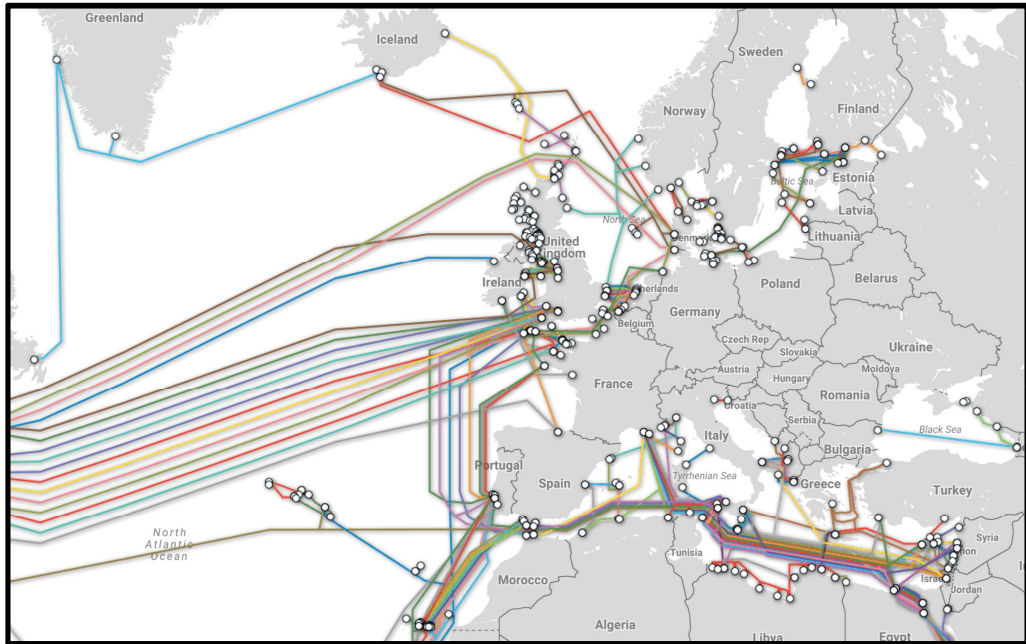 Greenland
Iceland
Sweden
Finland
Norway
Baltic Sea
Estonia
Latvia
North Sea
Lithuania
United
Kingdom
Ireland
Belarus
Poland
Germany
Belgium
Czech Rep
Slovakia
Ukraine
Austria
Hungary
Moldova
France
Romania
Croatia
Serbia
Black Sea
Italy
Bulgaria
Portugal
Spain
Tyrrhenian Sea
Greece
Turkey
North
Atlantic
Ocean
Syria
Tunisia
Morocco
Jordan
Algeria
Libya
Egypt